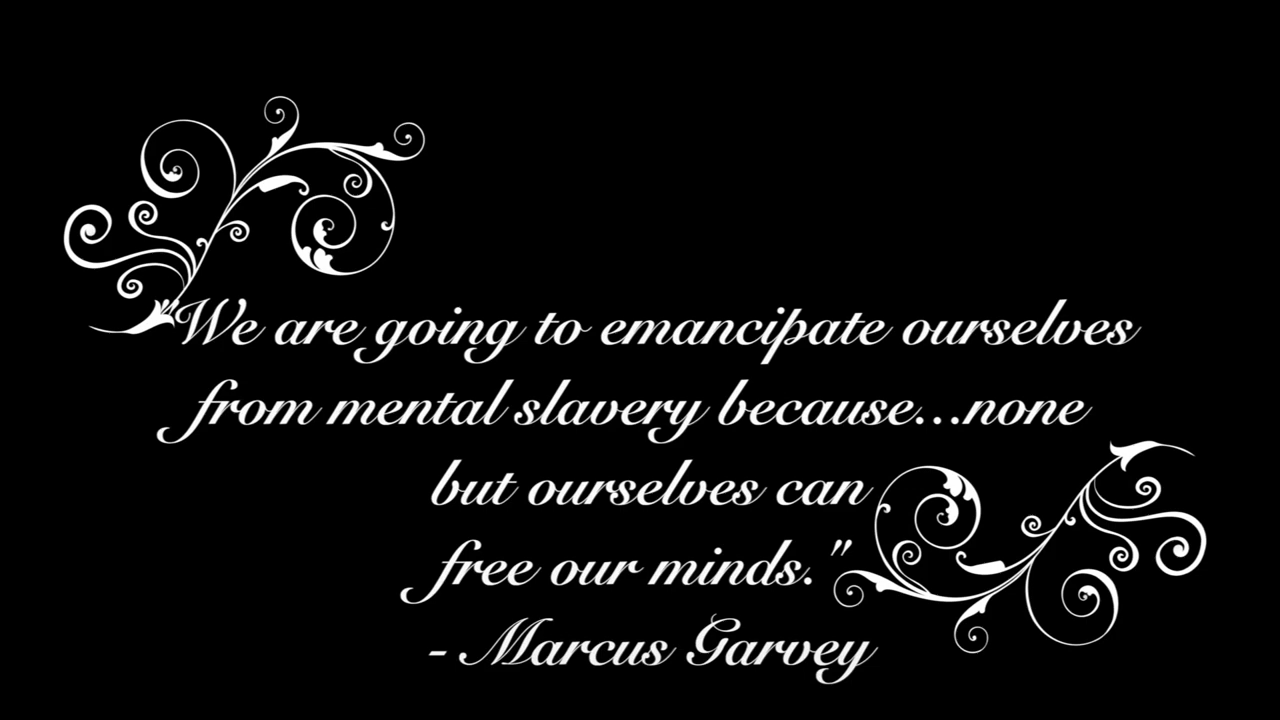 "We are going to emancipate ourselves
from mental slavery because...none
but ourselves can
free our minds."
- Marcus Garvey